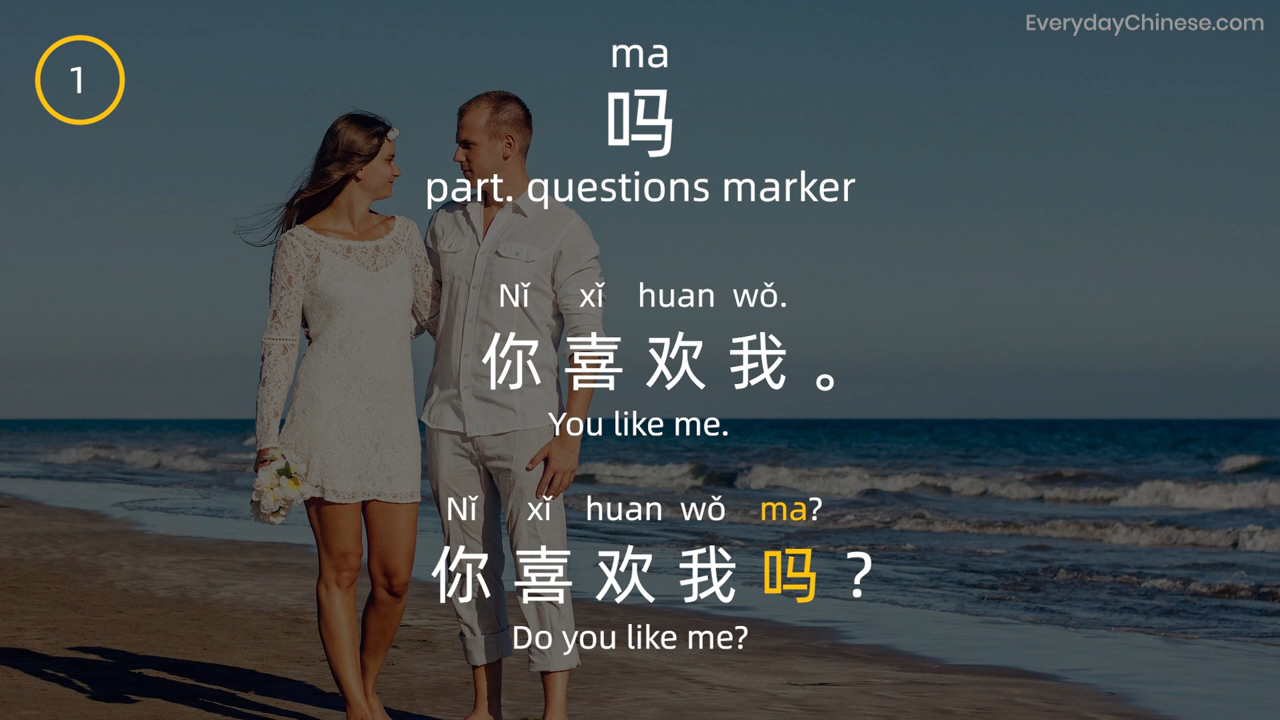 EverydayChinese.com
1
ma
吗
part. questions marker
Nǐ xǐ huan wǒ.
你喜欢我。
You like me.
Nǐ xǐ huan wǒ ma?
你喜欢我吗？
Do you like me?